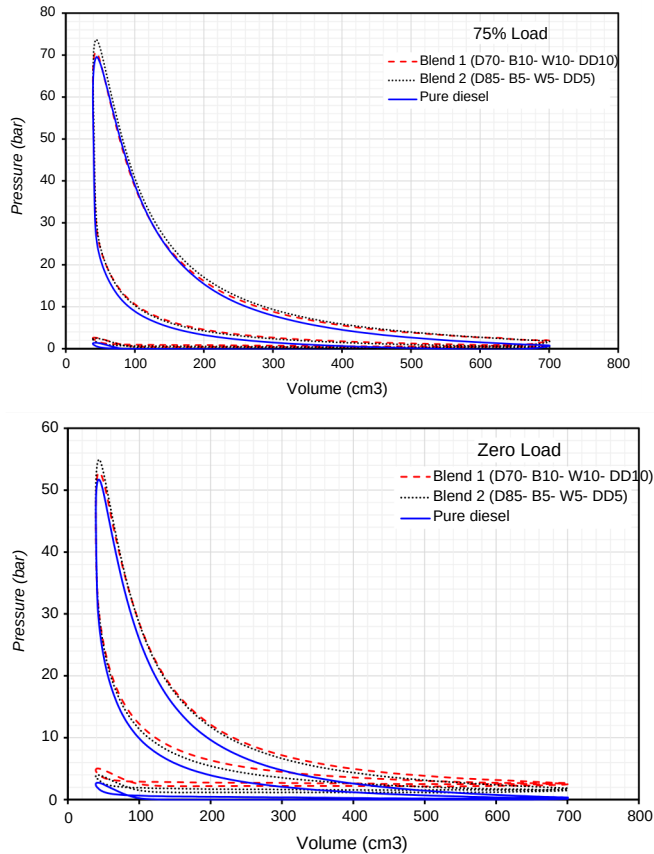 80
70
60
50
40
30
20
10
0
Pressure (bar)
75% Load
Blend 1 (D70- B10- W10- DD10)
Blend 2 (D85- B5- W5- DD5)
Pure diesel
0 100 200 300 400 500 600 700 800
Volume (cm3)
60
50
40
30
20
10
0
Pressure (bar)
Zero Load
Blend 1 (D70- B10- W10- DD10)
Blend 2 (D85- B5- W5- DD5)
Pure diesel
0 100 200 300 400 500 600 700 800
Volume (cm3)